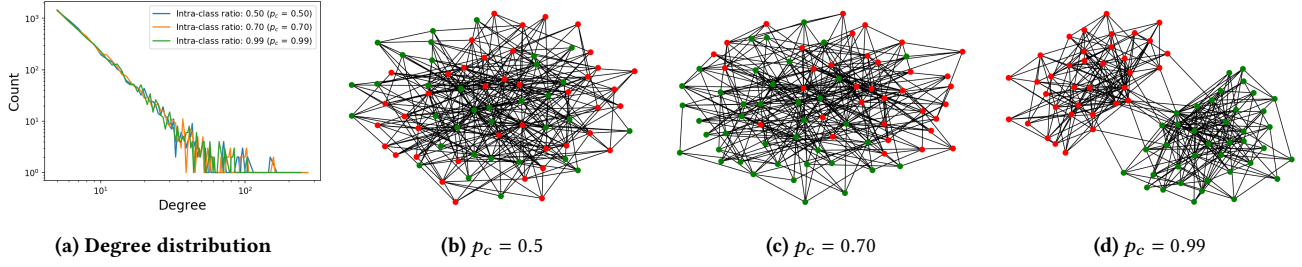 Intra-class ratio: 0.50 (p_c = 0.50)
Intra-class ratio: 0.70 (p_c = 0.70)
Intra-class ratio: 0.99 (p_c = 0.99)
Count
10³
10²
10¹
10⁰
10¹
10²
Degree
(a) Degree distribution
(b) p_c = 0.5
(c) p_c = 0.70
(d) p_c = 0.99